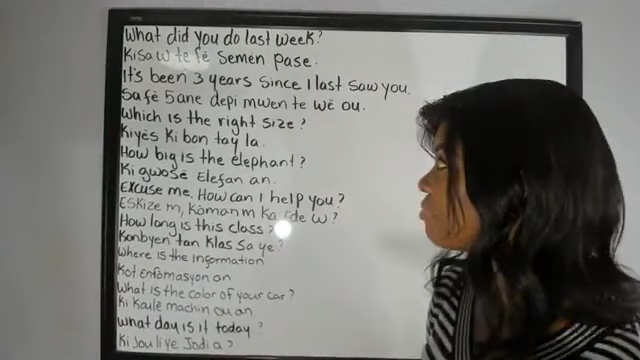 What did you do last week?
Kisa w te fè Semen pase.
It's been 3 years since I last saw you.
Sa fè 5 ane depi mwen te wè ou.
Which is the right size?
Kiyès Ki bon tay la.
How big is the elephant?
Ki gwosè Elefan an.
Excuse me. How can I help you?
ESkize m, kòman m ka ede w?
How long is this class?
Konbyen tan klas sa ye?
Where is the information
Kot enfòmasyon an
What is the color of your car?
Ki Koulè machin ou an
What day is it today?
Ki Jou li ye Jodi a?